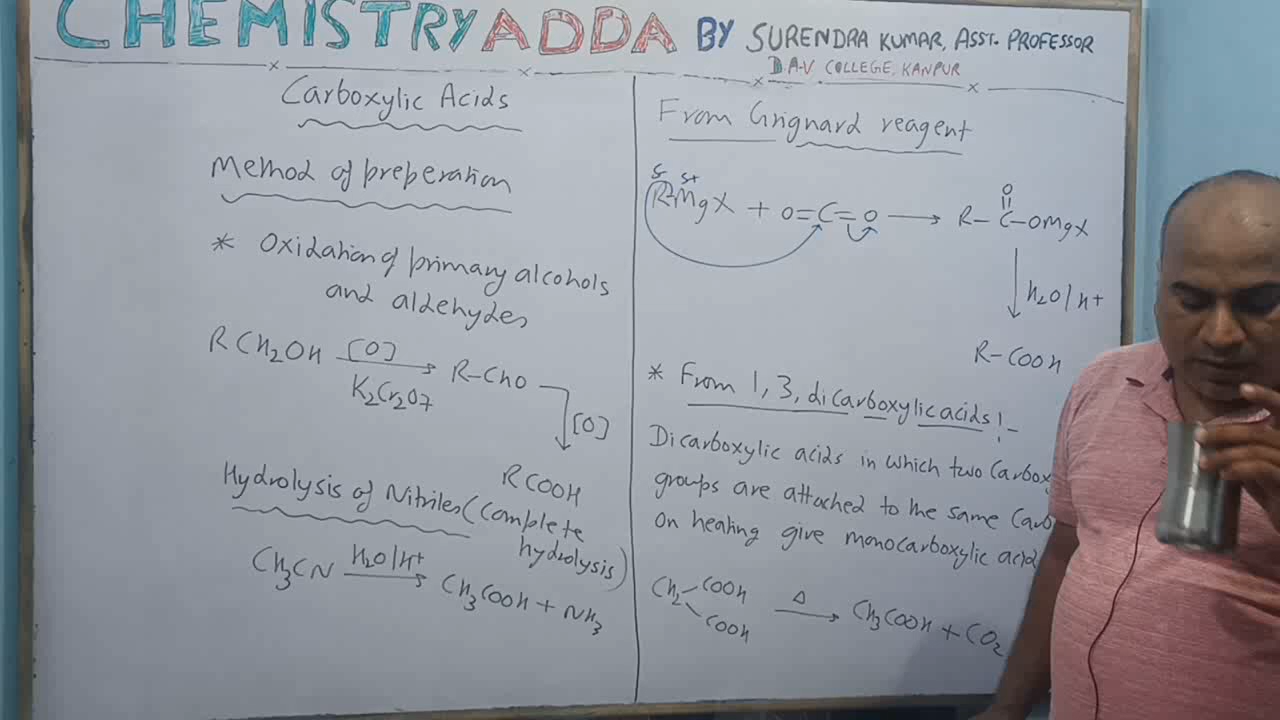 CHEMISTRY ADDA BY SURENDRA KUMAR, ASST. PROFESSOR
D.A-V COLLEGE, KANPUR
Carboxylic Acids
Method of preperation
* Oxidation of primary alcohols
and aldehydes
RCH2OH [O] K2Cr2O7 → R-CHO
[O]
RCOOH
Hydrolysis of Nitriles (Complete
hydrolysis)
CH3CN H2O/H+ → CH3COOH + NH3
From Grignard reagent
δ- δ+
R-MgX + O=C=O → R-C-OMgX
O
H2O/H+
R-COOH
* From 1, 3, dicarboxylic acids!-
Dicarboxylic acids in which two Carbox
groups are attached to the same Carb
on heating give monocarboxylic acid
CH2 COOH COOH Δ → CH3COOH + CO2